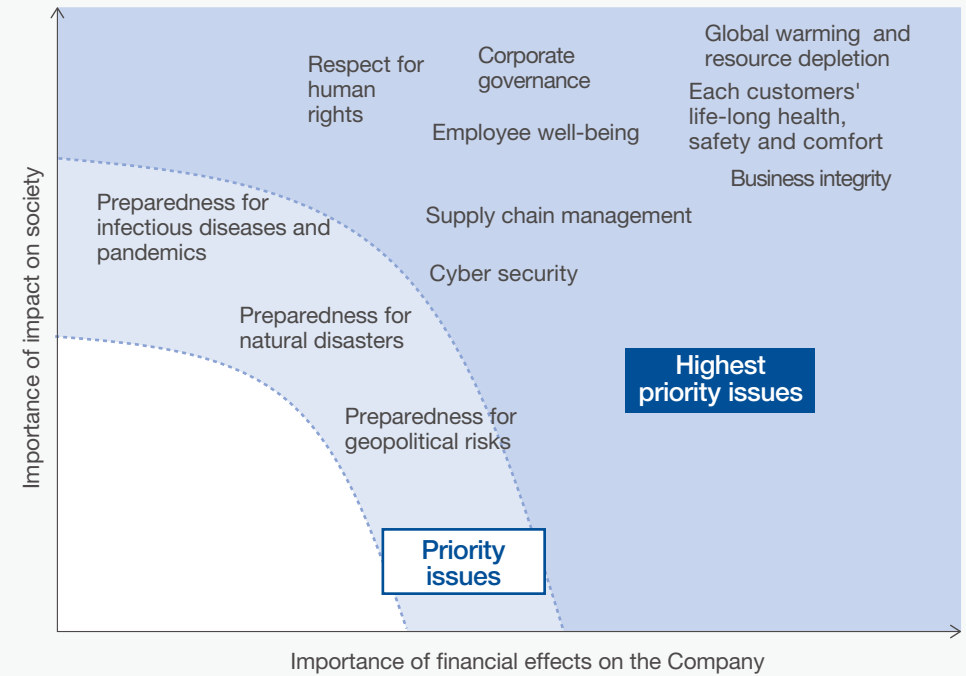 Importance of impact on society
Respect for
human
rights
Corporate
governance
Global warming and
resource depletion
Each customers'
life-long health,
safety and comfort
Employee well-being
Business integrity
Preparedness for
infectious diseases and
pandemics
Supply chain management
Cyber security
Preparedness for
natural disasters
Highest
priority issues
Preparedness for
geopolitical risks
Priority
issues
Importance of financial effects on the Company